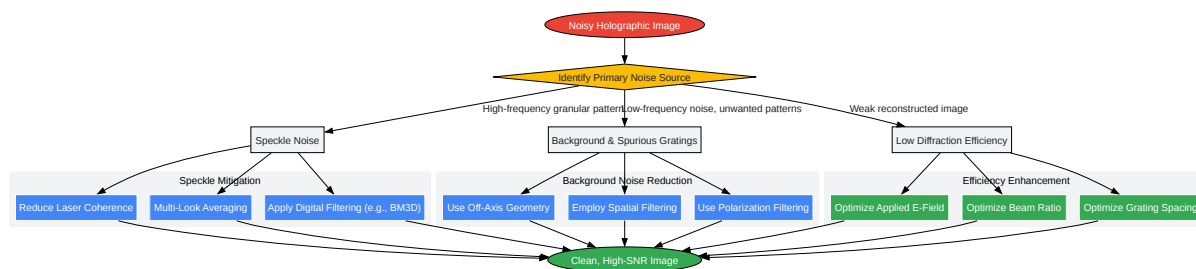 Noisy Holographic Image
Identify Primary Noise Source
High-frequency granular pattern
Low-frequency noise, unwanted patterns
Weak reconstructed image
Speckle Noise
Background & Spurious Gratings
Low Diffraction Efficiency
Speckle Mitigation
Background Noise Reduction
Efficiency Enhancement
Reduce Laser Coherence
Multi-Look Averaging
Apply Digital Filtering (e.g., BM3D)
Use Off-Axis Geometry
Employ Spatial Filtering
Use Polarization Filtering
Optimize Applied E-Field
Optimize Beam Ratio
Optimize Grating Spacing
Clean, High-SNR Image